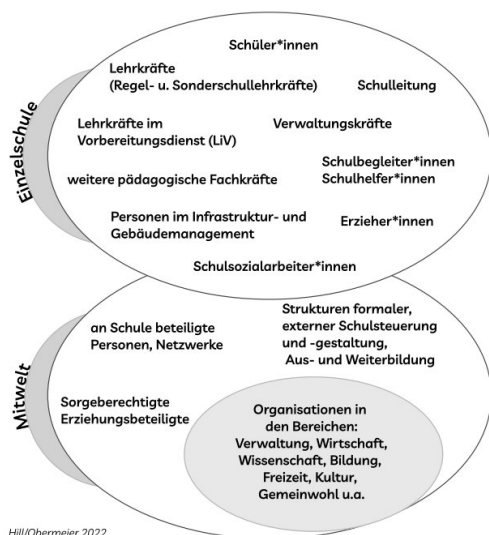 Einzelschule
Schüler*innen
Lehrkräfte
(Regel- u. Sonderschullehrkräfte)
Schulleitung
Lehrkräfte im
Vorbereitungsdienst (LiV)
Verwaltungskräfte
Schulbegleiter*innen
Schulhelfer*innen
weitere pädagogische Fachkräfte
Personen im Infrastruktur- und
Gebäudemanagement
Erzieher*innen
Schulsozialarbeiter*innen
Mitwelt
an Schule beteiligte
Personen, Netzwerke
Strukturen formaler,
externer Schulsteuerung
und -gestaltung,
Aus- und Weiterbildung
Sorgeberechtigte
Erziehungsbeteiligte
Organisationen in
den Bereichen:
Verwaltung, Wirtschaft,
Wissenschaft, Bildung,
Freizeit, Kultur,
Gemeinwohl u.a.
Hill/Obermeier 2022